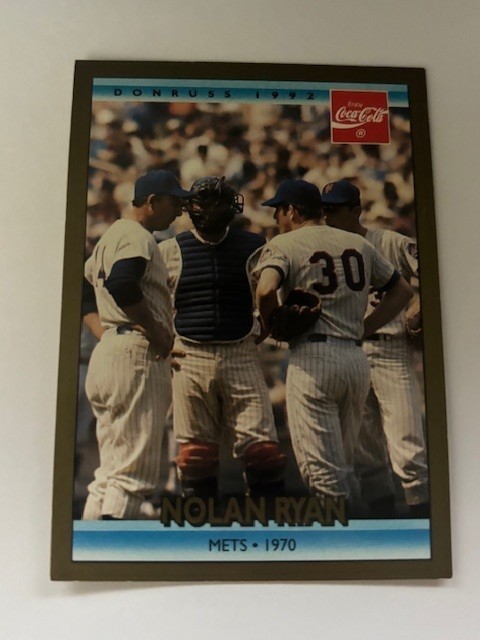 DONRUSS 1992
Enjoy
Coca-Cola
®
30
NOLAN RYAN
METS • 1970